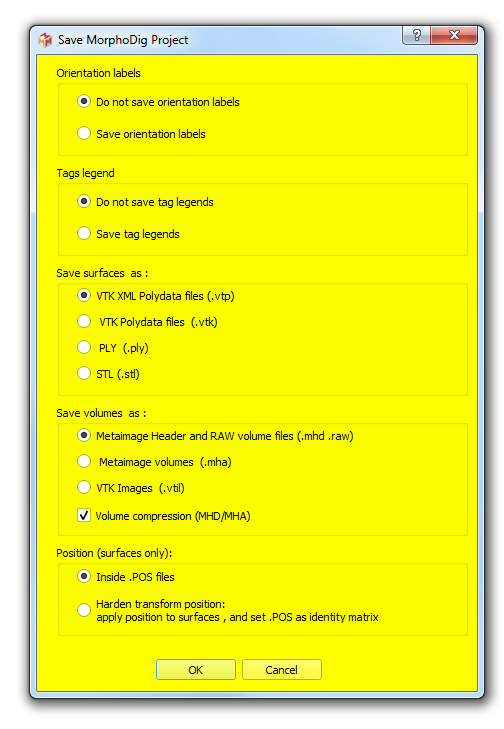 Save MorphoDig Project
?
Orientation labels
Do not save orientation labels
Save orientation labels
Tags legend
Do not save tag legends
Save tag legends
Save surfaces  as :
VTK XML Polydata files (.vtp)
VTK Polydata files  (.vtk)
PLY  (.ply)
STL (.stl)
Save volumes  as :
Metaimage Header and RAW volume files (.mhd .raw)
Metaimage volumes  (.mha)
VTK Images  (.vtil)
Volume compression (MHD/MHA)
Position (surfaces only):
Inside .POS files
Harden transform position:
apply position to surfaces , and set .POS as identity matrix
OK
Cancel